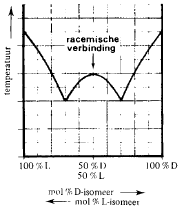 temperatuur
racemische
verbinding
100% L 50% D 100% D
50% L
mol % D-isomeer
mol % L-isomeer